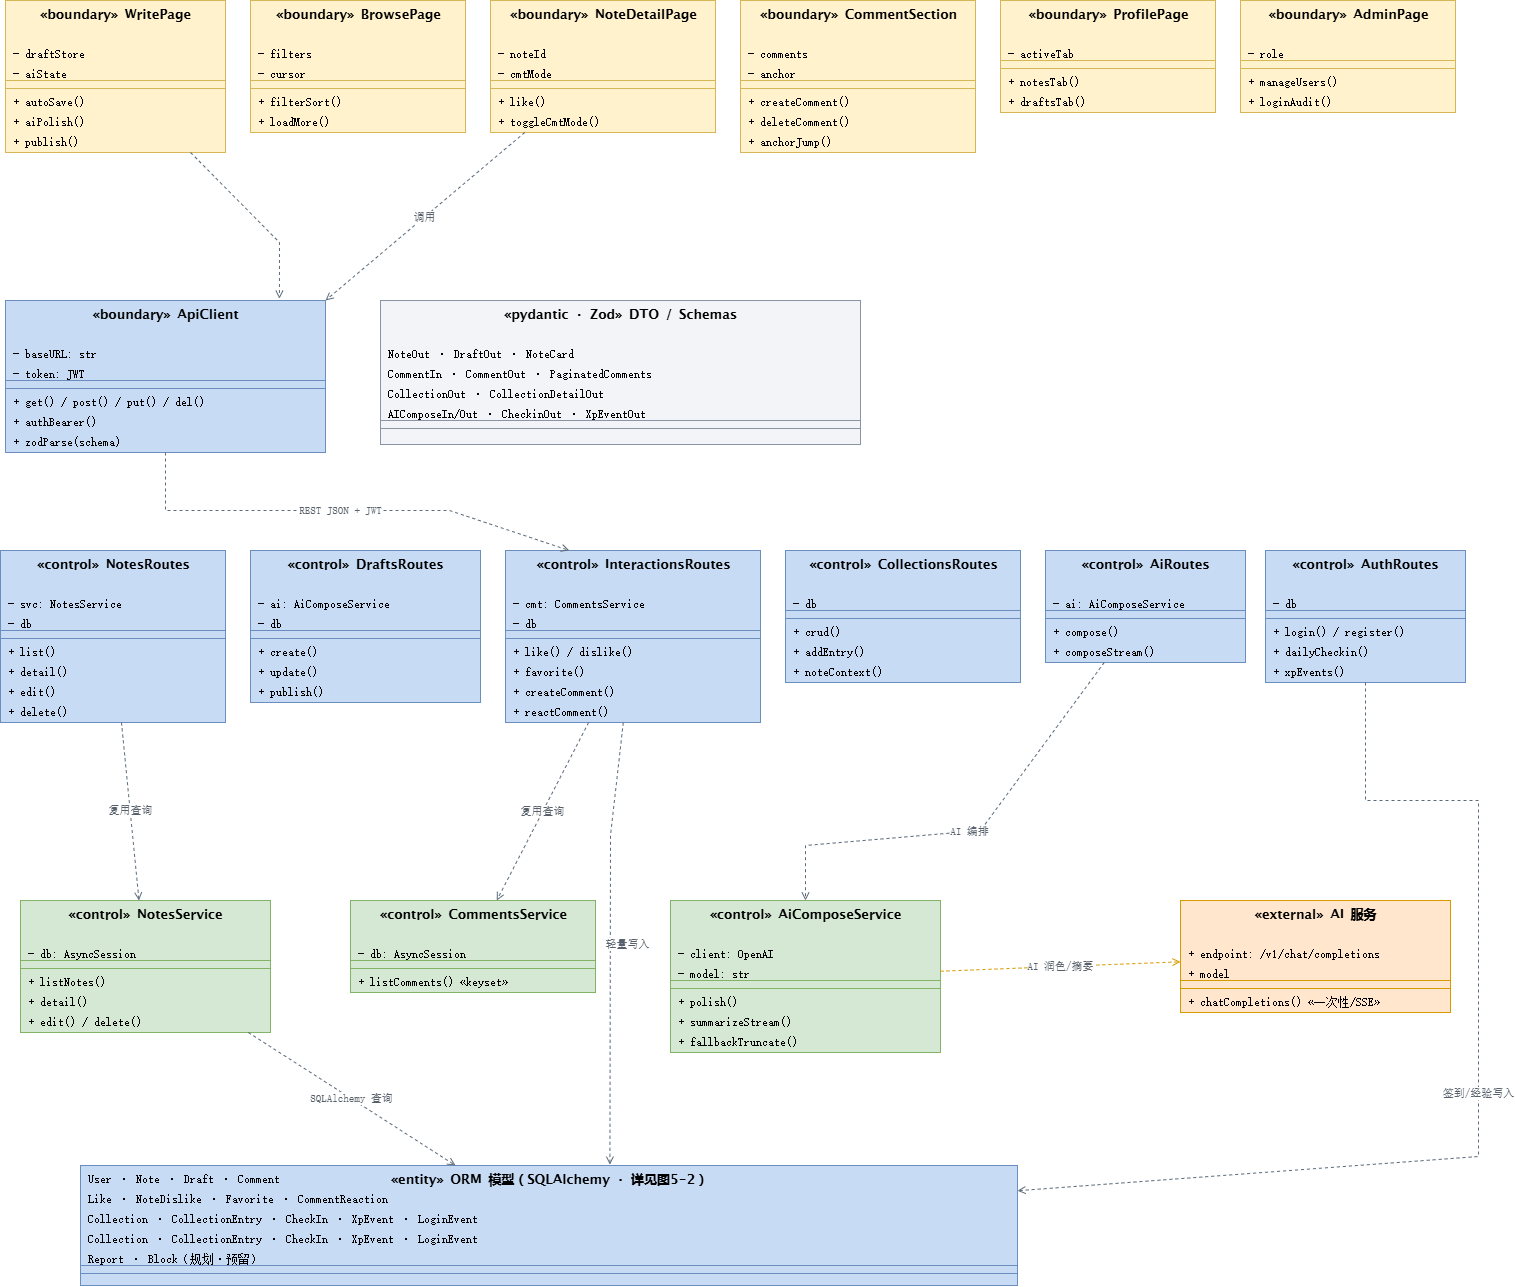 «boundary» WritePage
- draftStore
- aiState
+ autoSave()
+ aiPolish()
+ publish()
«boundary» BrowsePage
- filters
- cursor
+ filterSort()
+ loadMore()
«boundary» NoteDetailPage
- noteId
- cmtMode
+ like()
+ toggleCmtMode()
«boundary» CommentSection
- comments
- anchor
+ createComment()
+ deleteComment()
+ anchorJump()
«boundary» ProfilePage
- activeTab
+ notesTab()
+ draftsTab()
«boundary» AdminPage
- role
+ manageUsers()
+ loginAudit()
调用
«boundary» ApiClient
- baseURL: str
- token: JWT
+ get() / post() / put() / del()
+ authBearer()
+ zodParse(schema)
«pydantic · Zod» DTO / Schemas
NoteOut · DraftOut · NoteCard
CommentIn · CommentOut · PaginatedComments
CollectionOut · CollectionDetailOut
AIComposeIn/Out · CheckinOut · XpEventOut
REST JSON + JWT
«control» NotesRoutes
- svc: NotesService
- db
+ list()
+ detail()
+ edit()
+ delete()
«control» DraftsRoutes
- ai: AiComposeService
- db
+ create()
+ update()
+ publish()
«control» InteractionsRoutes
- cmt: CommentsService
- db
+ like() / dislike()
+ favorite()
+ createComment()
+ reactComment()
«control» CollectionsRoutes
- db
+ crud()
+ addEntry()
+ noteContext()
«control» AiRoutes
- ai: AiComposeService
+ compose()
+ composeStream()
«control» AuthRoutes
- db
+ login() / register()
+ dailyCheckin()
+ xpEvents()
复用查询
复用查询
AI 编排
«control» NotesService
- db: AsyncSession
+ listNotes()
+ detail()
+ edit() / delete()
«control» CommentsService
- db: AsyncSession
+ listComments() «keyset»
轻量写入
«control» AiComposeService
- client: OpenAI
- model: str
+ polish()
+ summarizeStream()
+ fallbackTruncate()
AI 润色/摘要
«external» AI 服务
+ endpoint: /v1/chat/completions
+ model
+ chatCompletions() «一次性/SSE»
SQLAlchemy 查询
签到/经验写入
«entity» ORM 模型（SQLAlchemy · 详见图5-2）
User · Note · Draft · Comment
Like · NoteDislike · Favorite · CommentReaction
Collection · CollectionEntry · CheckIn · XpEvent · LoginEvent
Collection · CollectionEntry · CheckIn · XpEvent · LoginEvent
Report · Block（规划·预留）